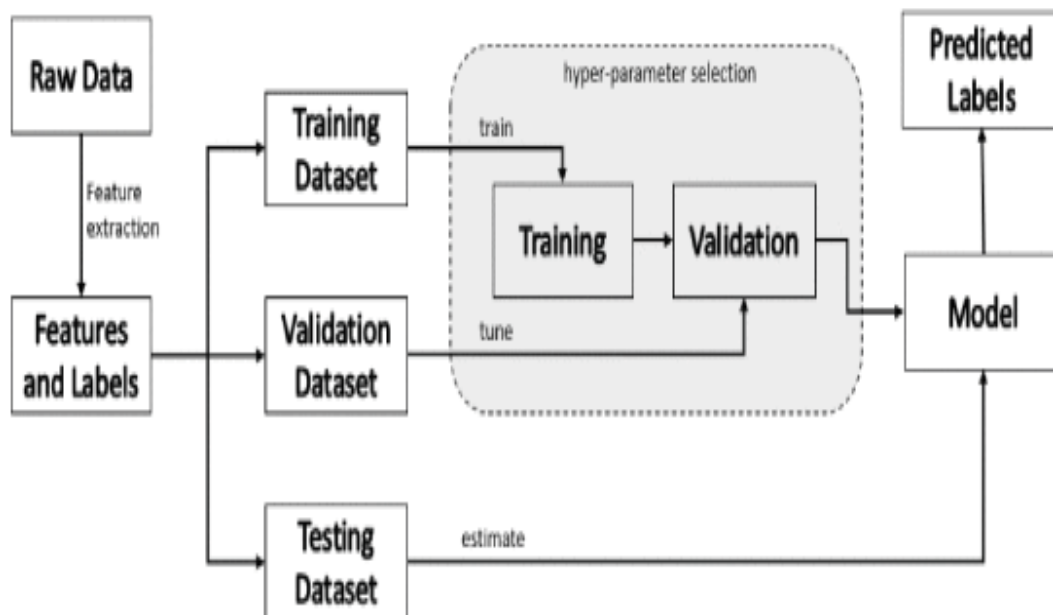 Raw Data
Feature
extraction
Features
and Labels
Training
Dataset
Validation
Dataset
Testing
Dataset
hyper-parameter selection
train
Training
Validation
tune
estimate
Predicted
Labels
Model